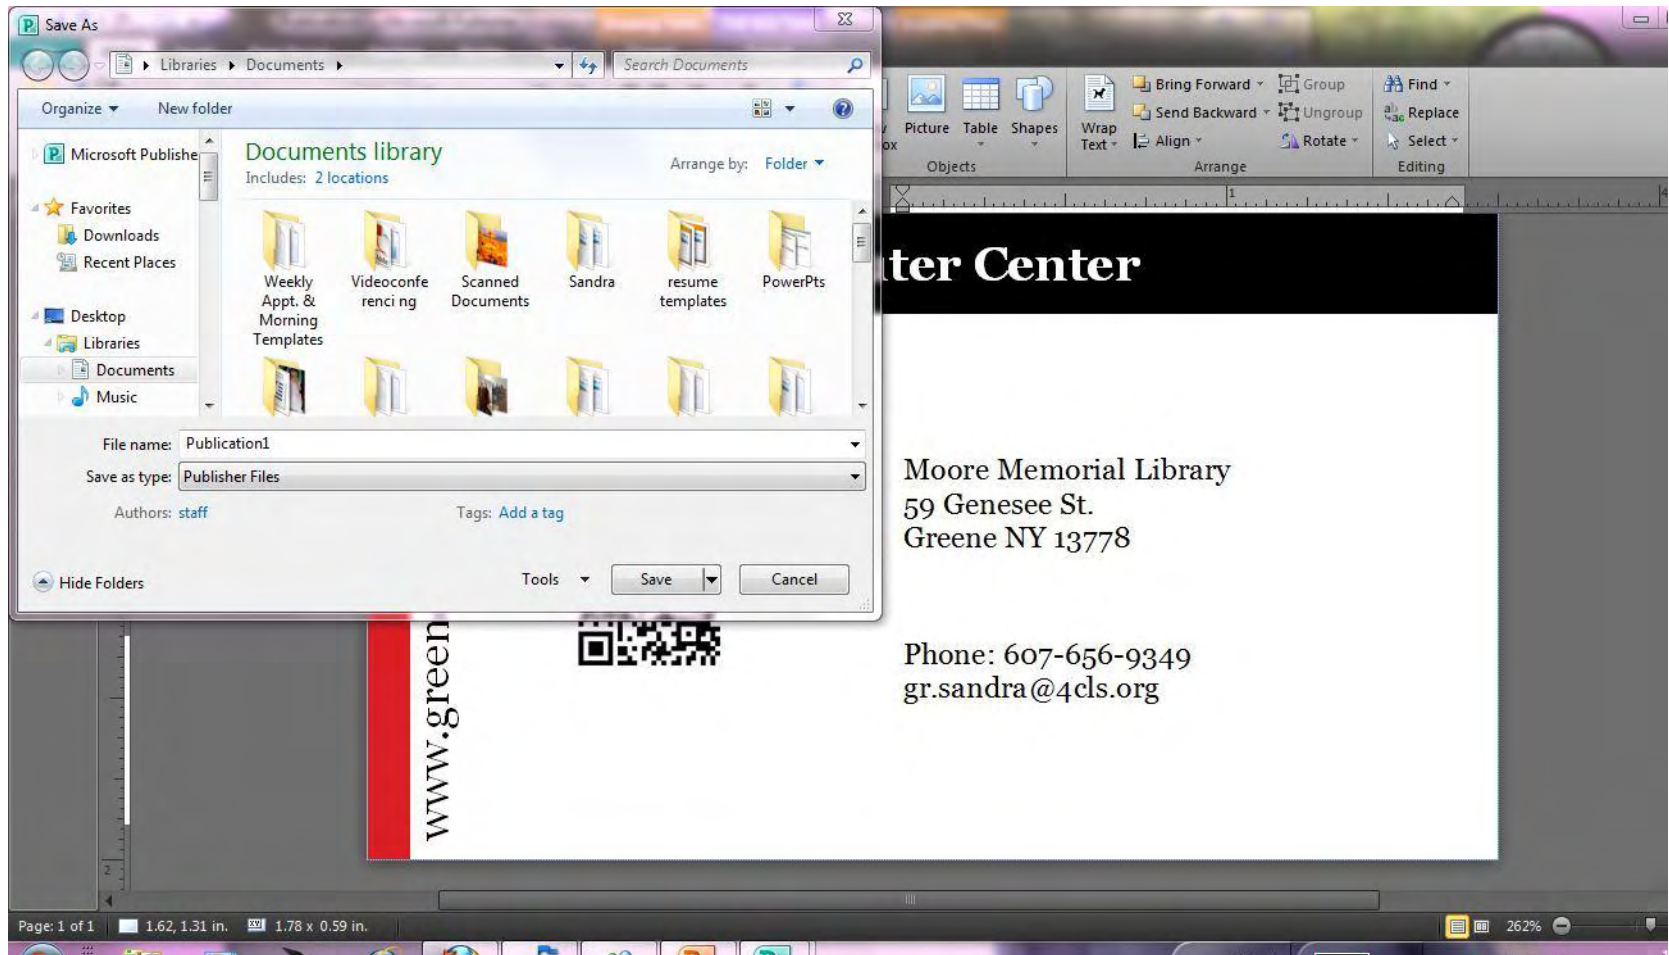 Save As
Libraries
Documents
Search Documents
Organize
New folder
Microsoft Publishe
Favorites
Downloads
Recent Places
Desktop
Libraries
Documents
Music
Documents library
Includes: 2 locations
Arrange by: Folder
Weekly
Appt. &
Morning
Templates
Videoconfe
renci ng
Scanned
Documents
Sandra
resume
templates
PowerPts
File name: Publication1
Save as type: Publisher Files
Authors: staff
Tags: Add a tag
Hide Folders
Tools
Save
Cancel
Picture
Table
Shapes
Objects
Wrap
Text
Bring Forward
Send Backward
Align
Group
Ungroup
Rotate
Arrange
Find
Replace
Select
Editing
1
4
ter Center
Moore Memorial Library
59 Genesee St.
Greene NY 13778
Phone: 607-656-9349
gr.sandra@4cls.org
www.green
2
Page: 1 of 1
1.62, 1.31 in.
1.78 x 0.59 in.
262%